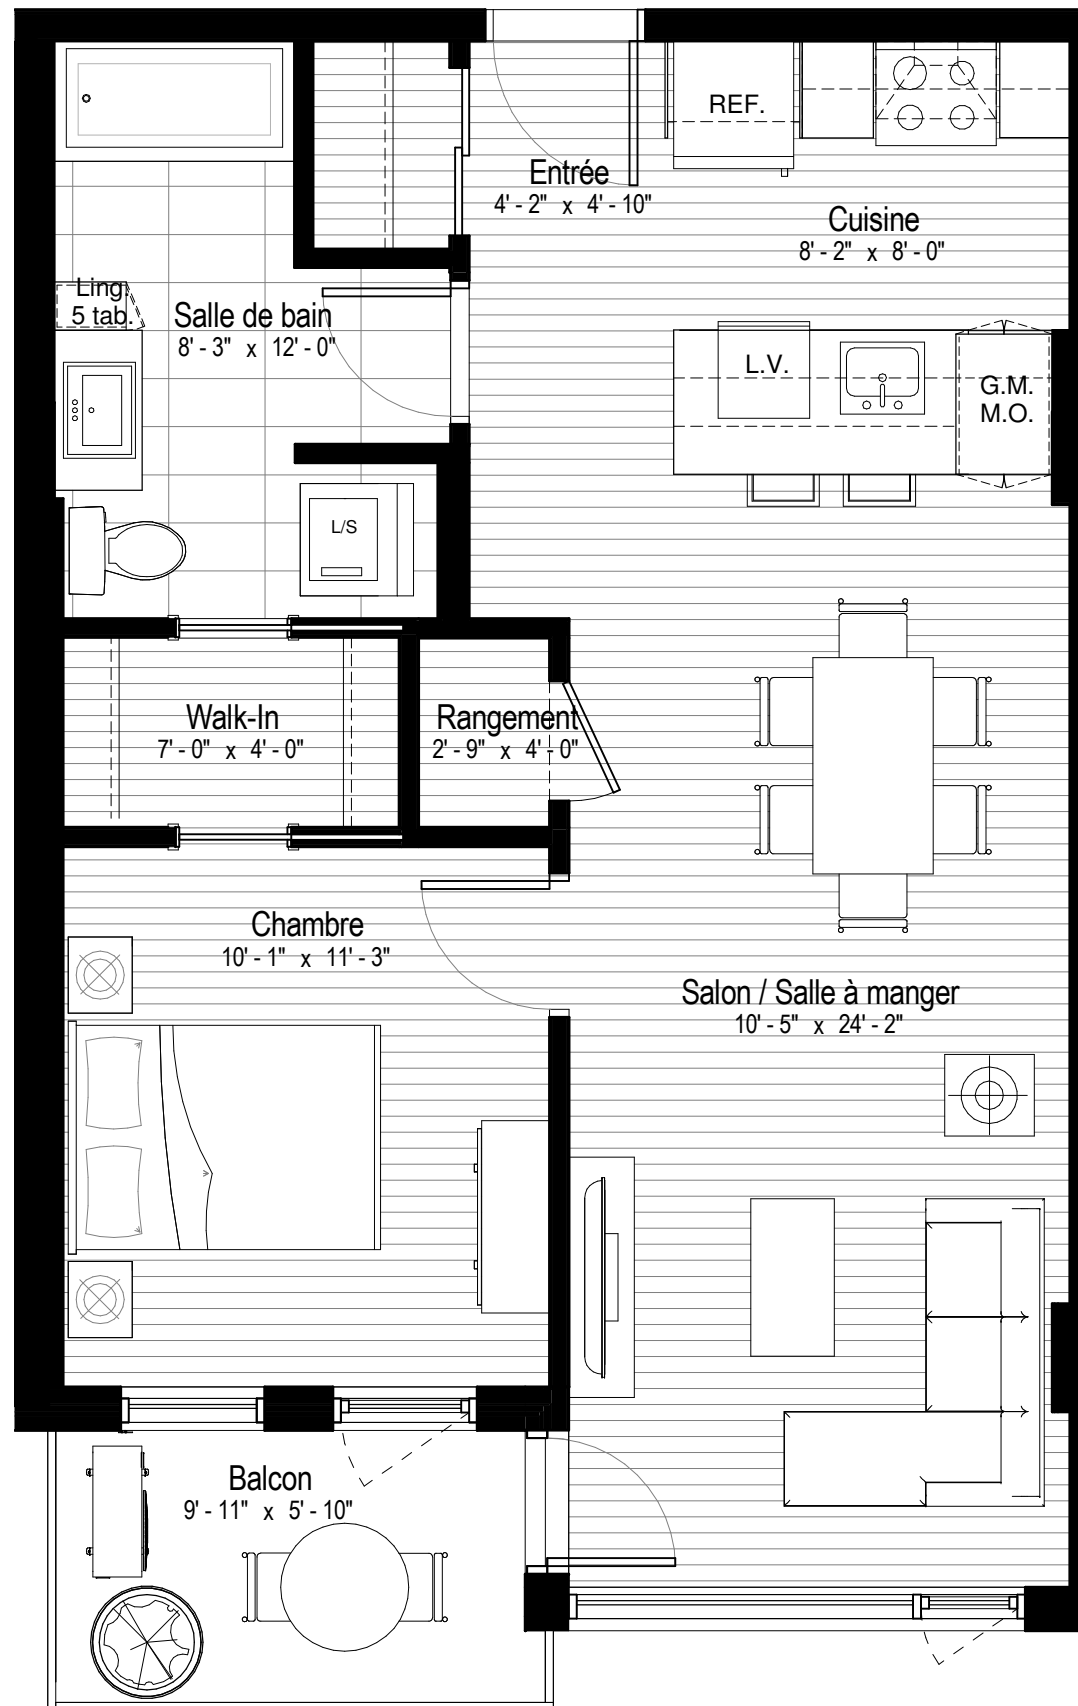 REF.
Entrée
4' - 2" x 4' - 10"
Cuisine
8' - 2" x 8' - 0"
Ling.
5 tab.
Salle de bain
8' - 3" x 12' - 0"
L.V.
G.M.
M.O.
L/S
Walk-In
7' - 0" x 4' - 0"
Rangement
2' - 9" x 4' - 0"
Chambre
10' - 1" x 11' - 3"
Salon / Salle à manger
10' - 5" x 24' - 2"
Balcon
9' - 11" x 5' - 10"